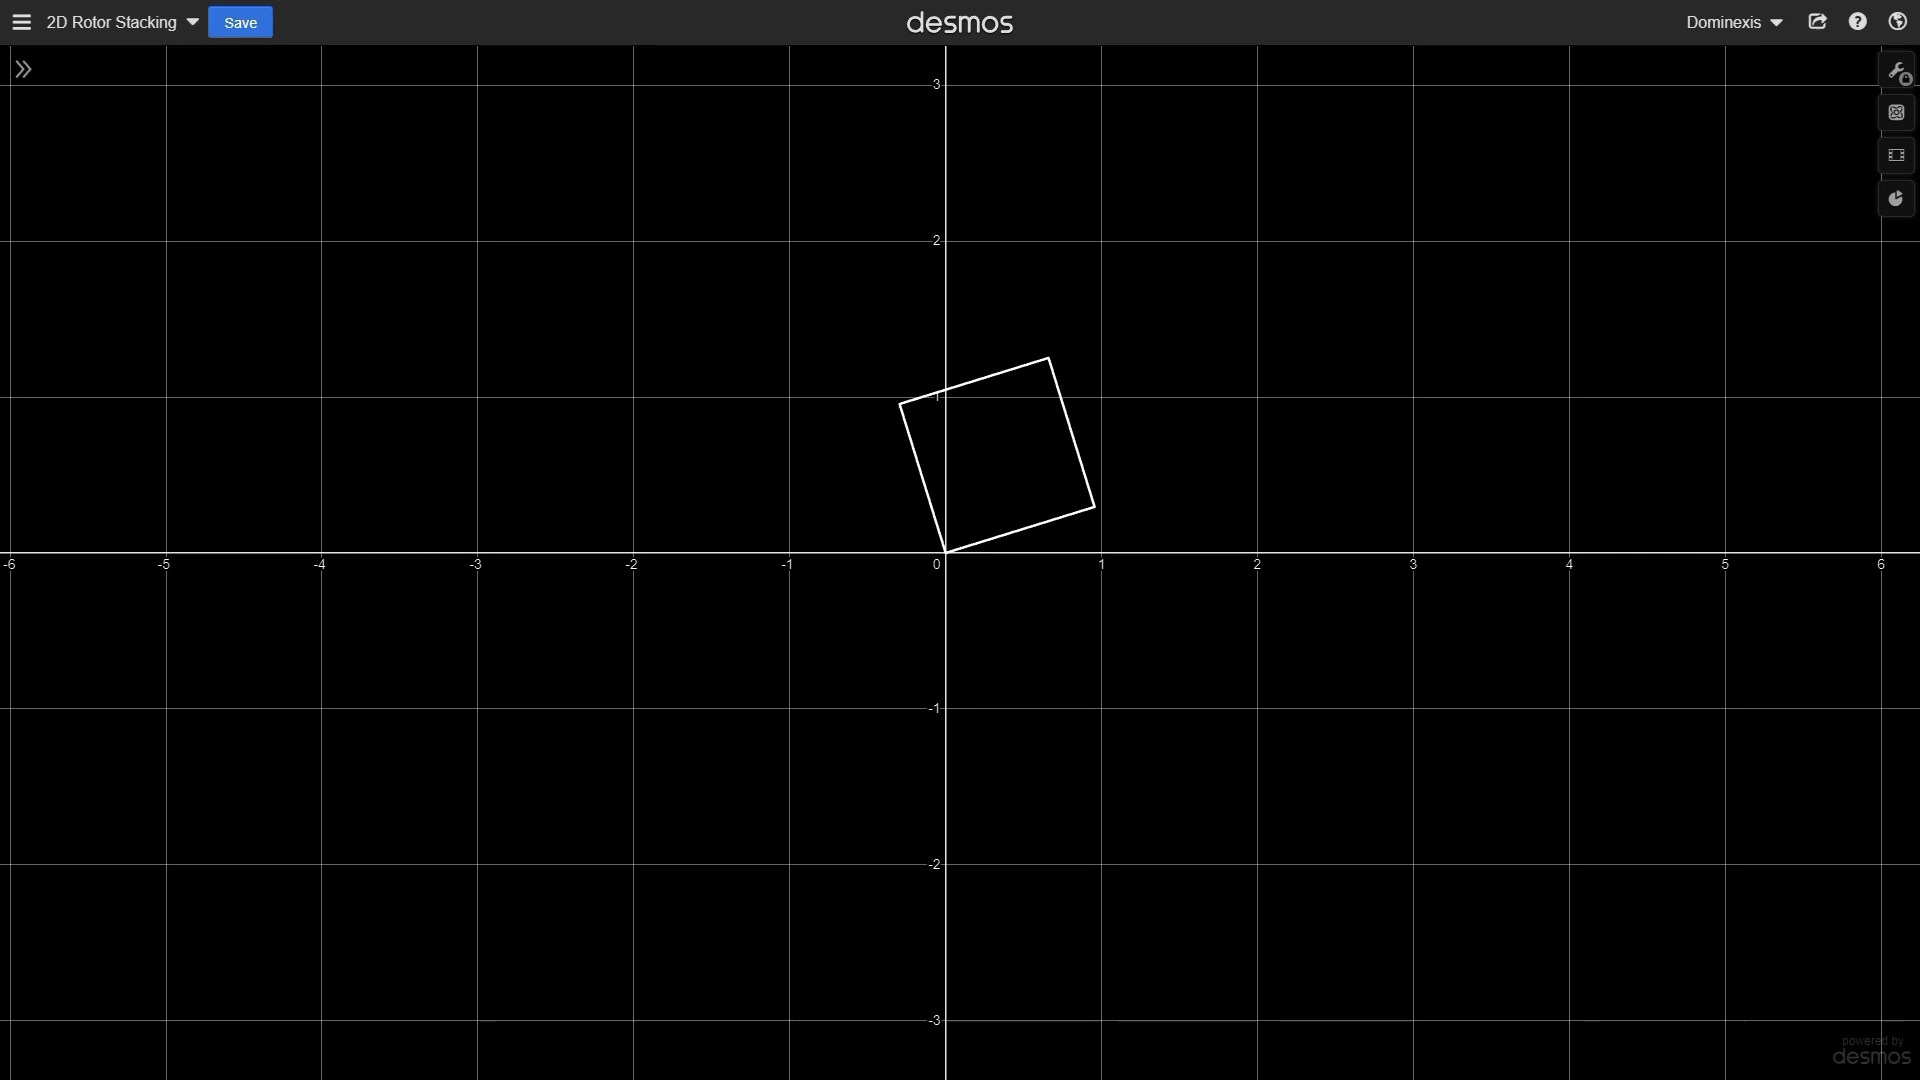 2D Rotor Stacking
Save
desmos
Dominexis
3
2
1
-6 -5 -4 -3 -2 -1 0 1 2 3 4 5 6
-1
-2
-3
powered by
desmos